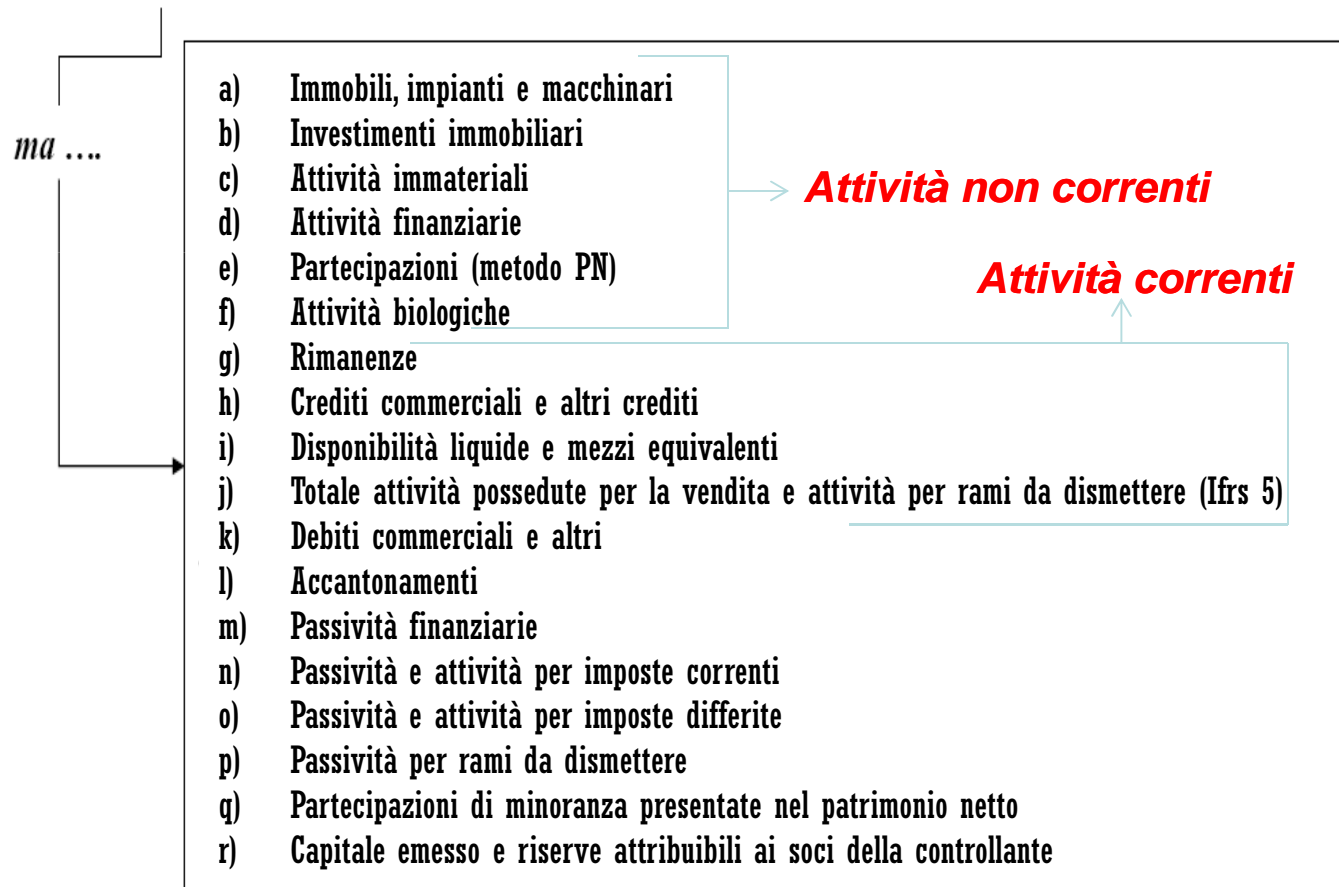 ma ....
a) Immobili, impianti e macchinari
b) Investimenti immobiliari
c) Attività immateriali
d) Attività finanziarie
e) Partecipazioni (metodo PN)
f) Attività biologiche
Attività non correnti
Attività correnti
g) Rimanenze
h) Crediti commerciali e altri crediti
i) Disponibilità liquide e mezzi equivalenti
j) Totale attività possedute per la vendita e attività per rami da dismettere (Ifrs 5)
k) Debiti commerciali e altri
l) Accantonamenti
m) Passività finanziarie
n) Passività e attività per imposte correnti
o) Passività e attività per imposte differite
p) Passività per rami da dismettere
q) Partecipazioni di minoranza presentate nel patrimonio netto
r) Capitale emesso e riserve attribuibili ai soci della controllante